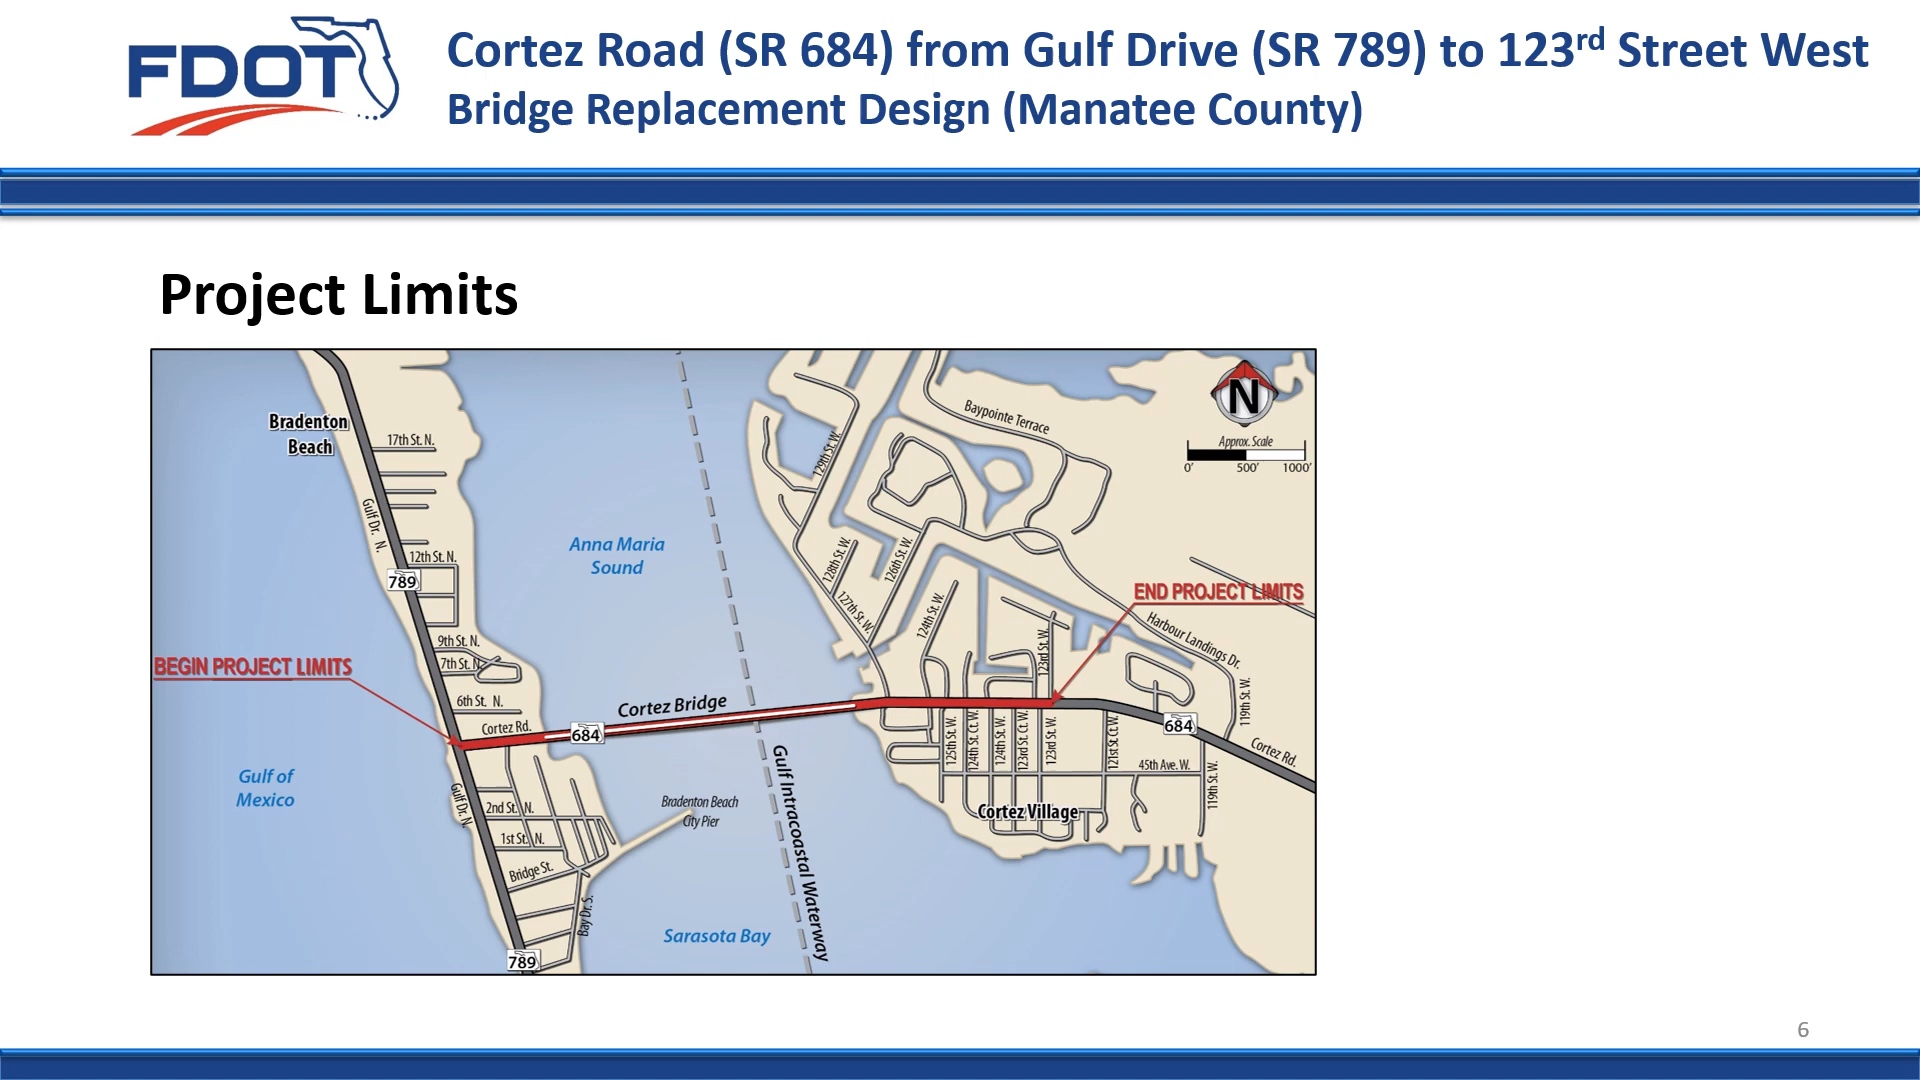 FDOT
Cortez Road (SR 684) from Gulf Drive (SR 789) to 123rd Street West
Bridge Replacement Design (Manatee County)
Project Limits
Bradenton
Beach
17th St. N.
Gulf Dr. N.
12th St. N.
789
9th St. N.
7th St. N.
6th St. N.
BEGIN PROJECT LIMITS
Cortez Rd.
684
Cortez Bridge
Anna Maria
Sound
Gulf of
Mexico
Gulf Dr. N.
2nd St. N.
1st St. N.
Bridge St.
Bay Dr. S.
789
Bradenton Beach
City Pier
Sarasota Bay
Gulf Intracoastal Waterway
Baypointe Terrace
N
Approx. Scale
0' 500' 1000'
129th St. W.
128th St. W.
126th St. W.
127th St. W.
124th St. W.
123rd St. W.
END PROJECT LIMITS
Harbour Landings Dr.
119th St. W.
684
Cortez Rd.
125th St. W.
124th St. Ct. W.
124th St. W.
123rd St. Ct. W.
123rd St. W.
121st St. Ct. W.
45th Ave. W.
119th St. W.
Cortez Village
6